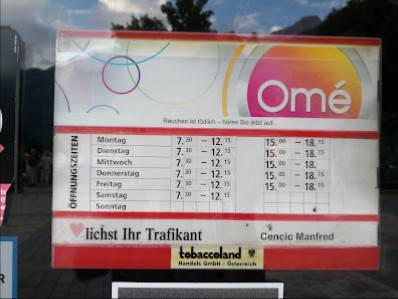 Omé
Rauchen ist tödlich – hören Sie jetzt auf.
ÖFFNUNGSZEITEN
Montag 7.30 – 12.15 15.00 – 18.15
Dienstag 7.30 – 12.15 15.00 – 18.15
Mittwoch 7.30 – 12.15 15.00 – 18.15
Donnerstag 7.30 – 12.15 15.00 – 18.15
Freitag 7.30 – 12.15 15.00 – 18.15
Samstag 7.30 – 12.15
Sonntag
lichst Ihr Trafikant Cencic Manfred
tobaccoland
Handels GmbH - Österreich
R